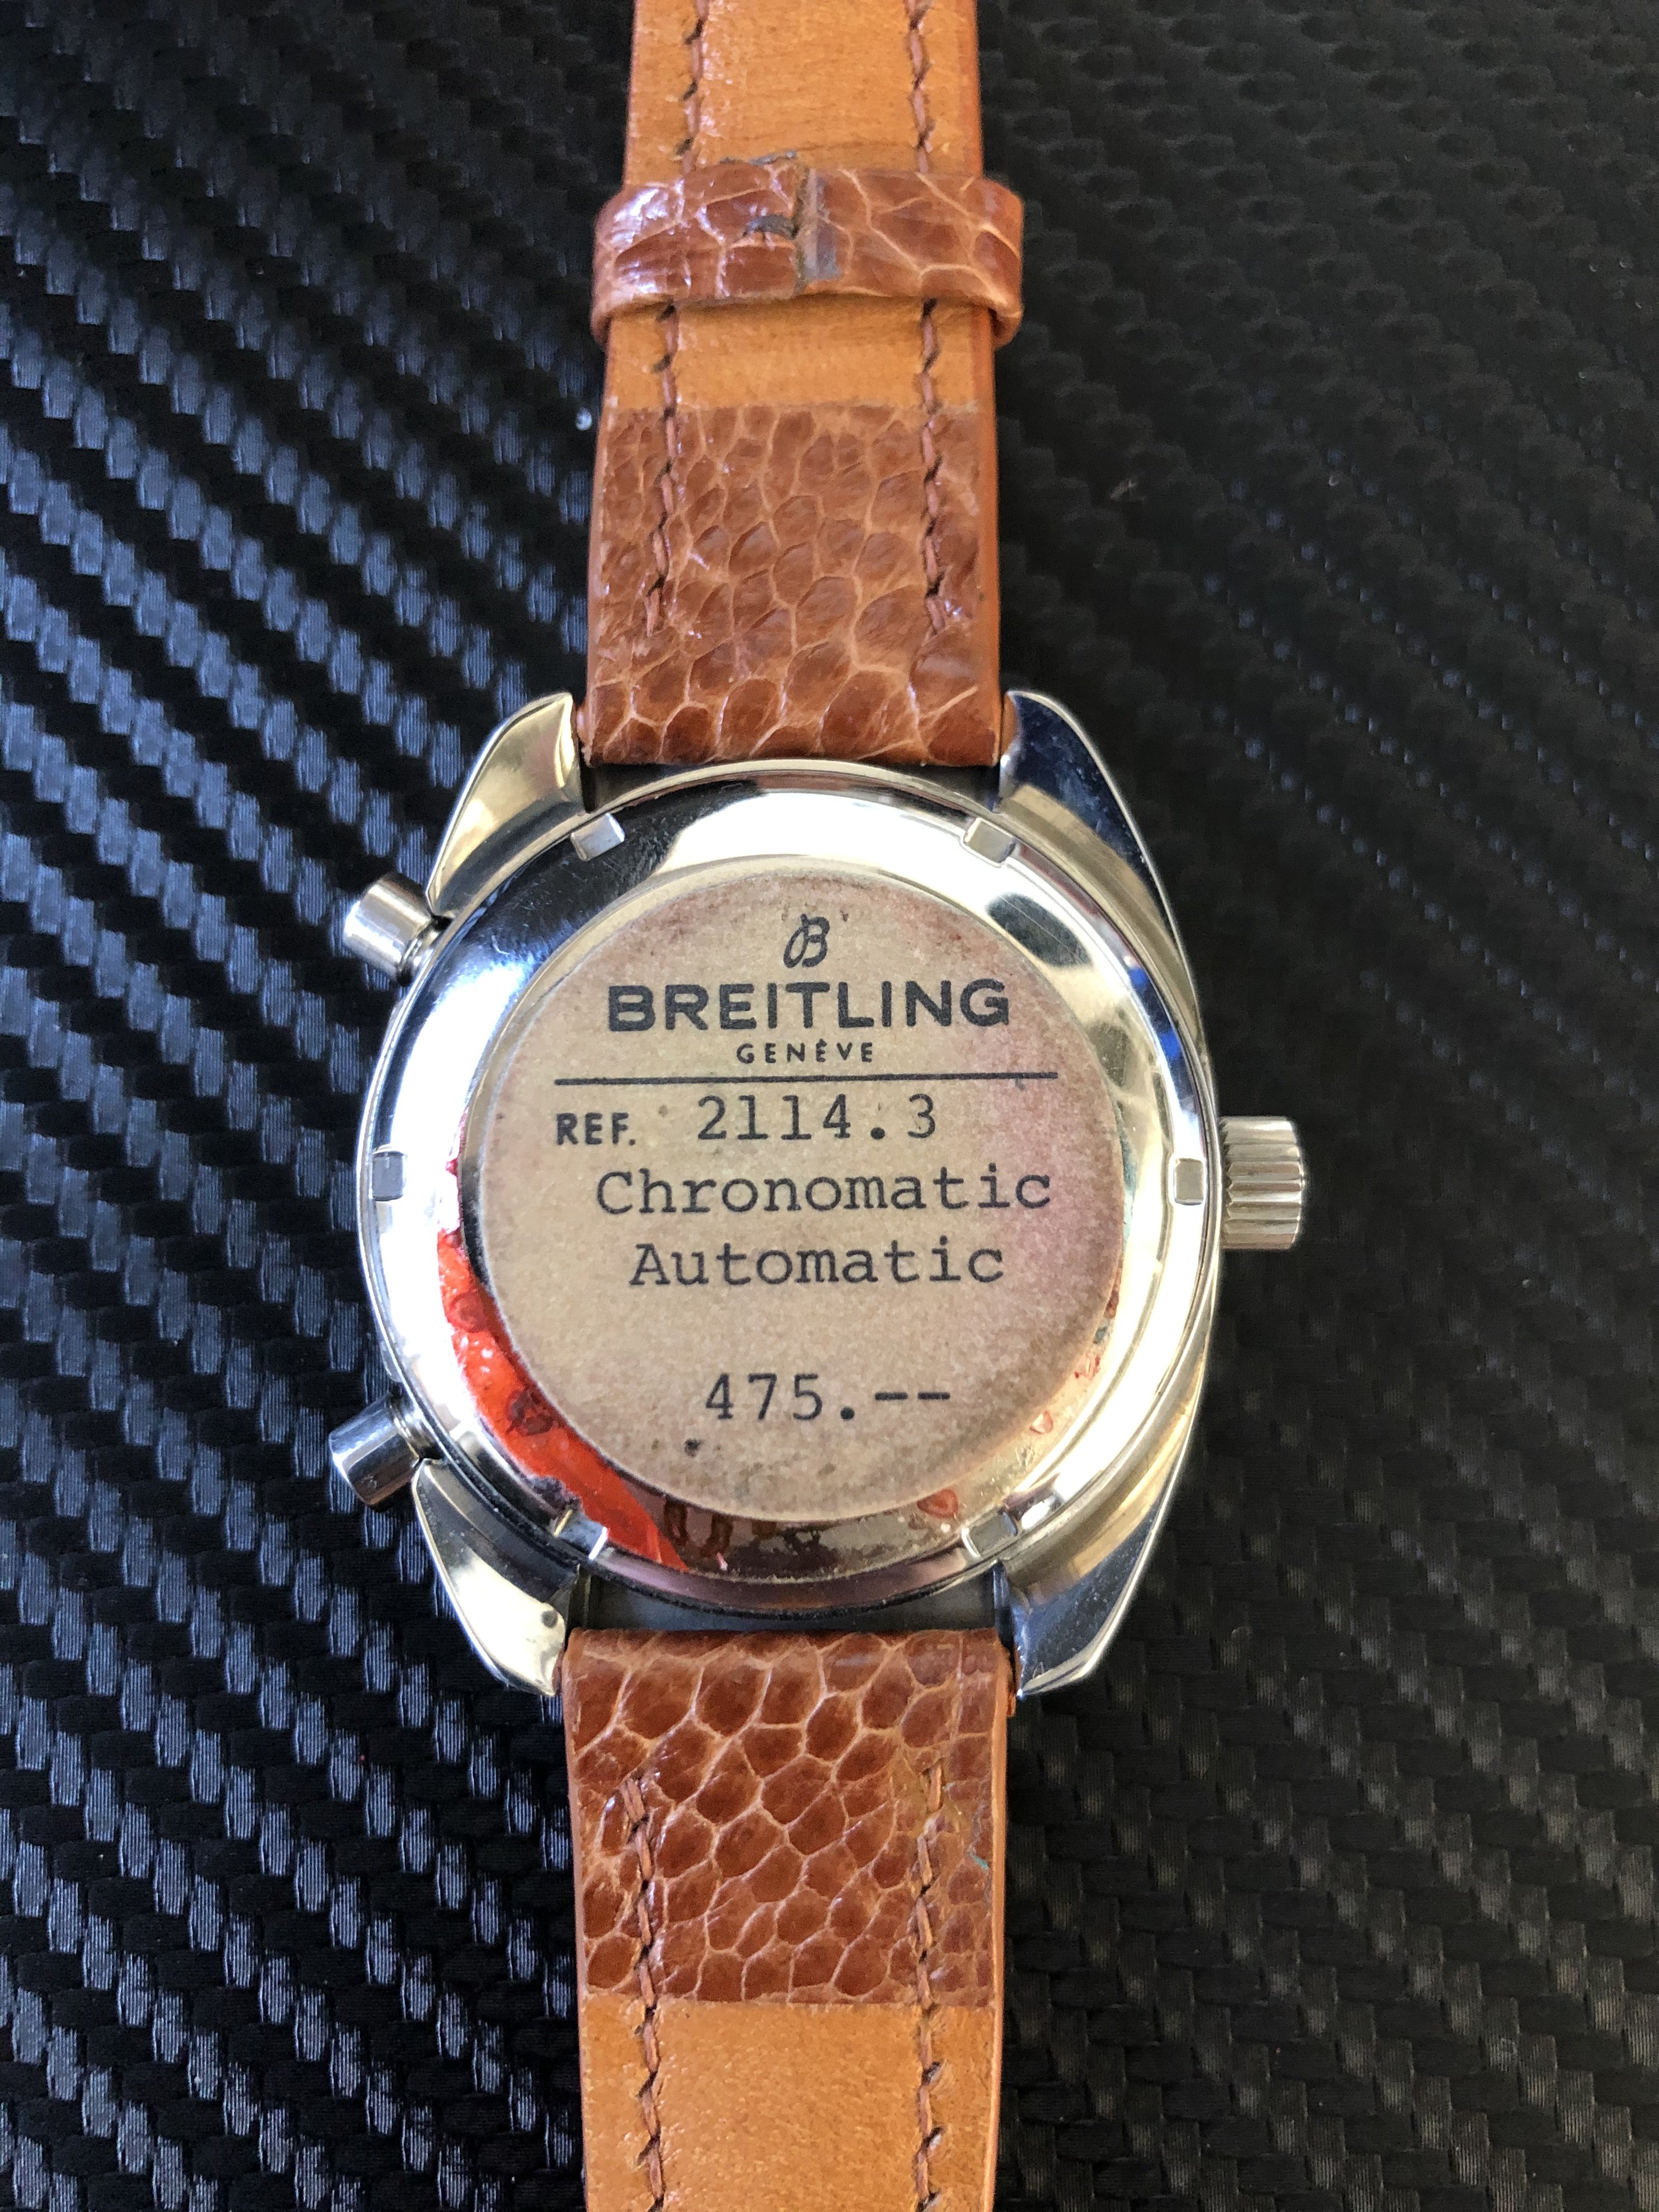 B
BREITLING
GENÈVE
REF. 2114.3
Chronomatic
Automatic
475.--